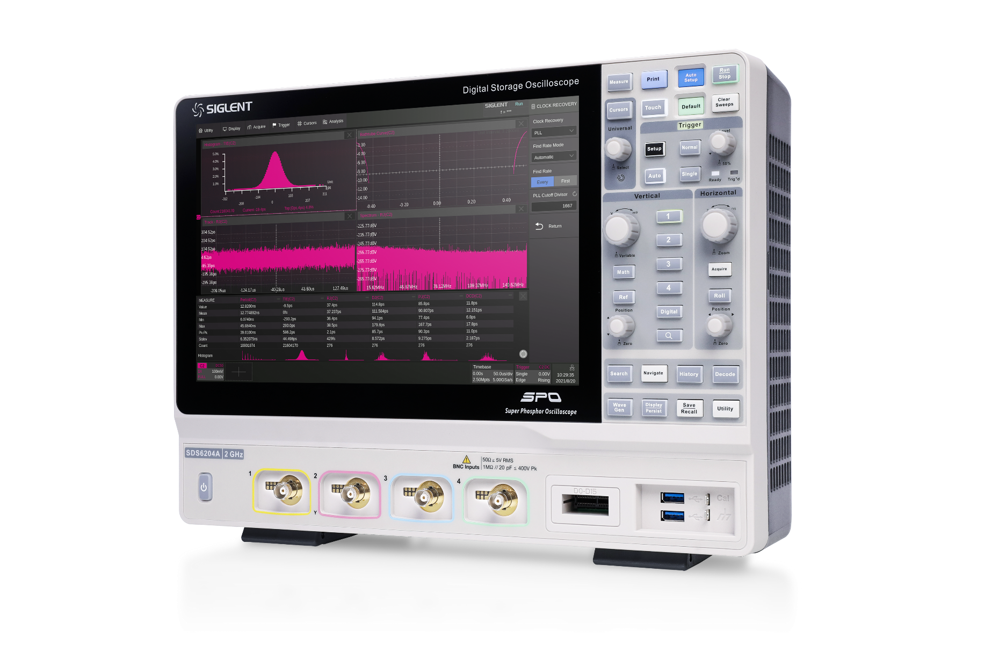 SIGLENT
Digital Storage Oscilloscope
Utility Display Acquire Trigger Cursors Analysis
SIGLENT Run
f = ***
CLOCK RECOVERY
Clock Recovery
PLL
Find Rate Mode
Automatic
Find Rate
Every First
PLL Cutoff Divisor
1667
Return
Histogram - TIE(C2)
5.0%
4.0%
3.0%
2.0%
1.0%
Unit:
ps
-312 -208 -104 0 103 207 311
Count:21604170
-2.00
-4.00
-6.00
-8.00
-10.00
-12.00
-14.00
-0.40 -0.20 0.00 0.20 0.40
Track - RJ(C2)
304.62ps
204.62ps
104.62ps
4.62ps
-95.38ps
-195.38ps
-295.38ps
-208.05us -124.17us -40.28us 43.60us 127.49us
Spectrum - RJ(C2)
-225.77dBV
-235.77dBV
-245.77dBV
-255.77dBV
-265.77dBV
-275.77dBV
-285.77dBV
15.62MHz 46.87MHz 78.12MHz 109.37MHz 140.62MHz
MEASURE Period(C2) TIE(C2) RJ(C2) DJ(C2) PJ(C2) DCD(C2)
Value 12.8200ns -9.5ps 37.4ps 114.8ps 85.8ps 11.8ps
Mean 12.774892ns 0fs 37.237ps 111.584ps 90.807ps 12.151ps
Min 6.0740ns -293.2ps 36.4ps 94.1ps 77.4ps 6.8ps
Max 45.0840ns 293.0ps 38.5ps 179.8ps 167.7ps 17.8ps
Pk-Pk 39.0100ns 586.2ps 2.1ps 85.7ps 90.3ps 11.0ps
Stdev 6.352075ns 44.498ps 429fs 8.572ps 9.275ps 2.187ps
Count 10801874 21604170 276 276 276 276
Histogram
C2 DC50
100mV/
0.00V
Timebase
0.00s 50.0us/div
2.50Mpts 5.00GSa/s
Trigger C2 DC
Single 0.00V
Edge Rising
10:29:35
2021/8/20
SPO
Super Phosphor Oscilloscope
Measure Print Auto Setup Run Stop
Cursors Touch Default Clear Sweeps
Universal
Select
Trigger
Setup Normal
50%
Auto Single
Ready Trig'd
Vertical
V mV
Variable
1
2
3
4
Math
Ref
Digital
Position
Zero
Horizontal
ns
Zoom
Acquire
Roll
Position
Zero
Search Navigate History Decode
Wave Gen Display Persist Save Recall Utility
SDS6204A 2 GHz
BNC Inputs
50Ω ≤ 5V RMS
1MΩ // 20 pF ≤ 400V Pk
1 2 3 4
Y
D0-D15
Cal